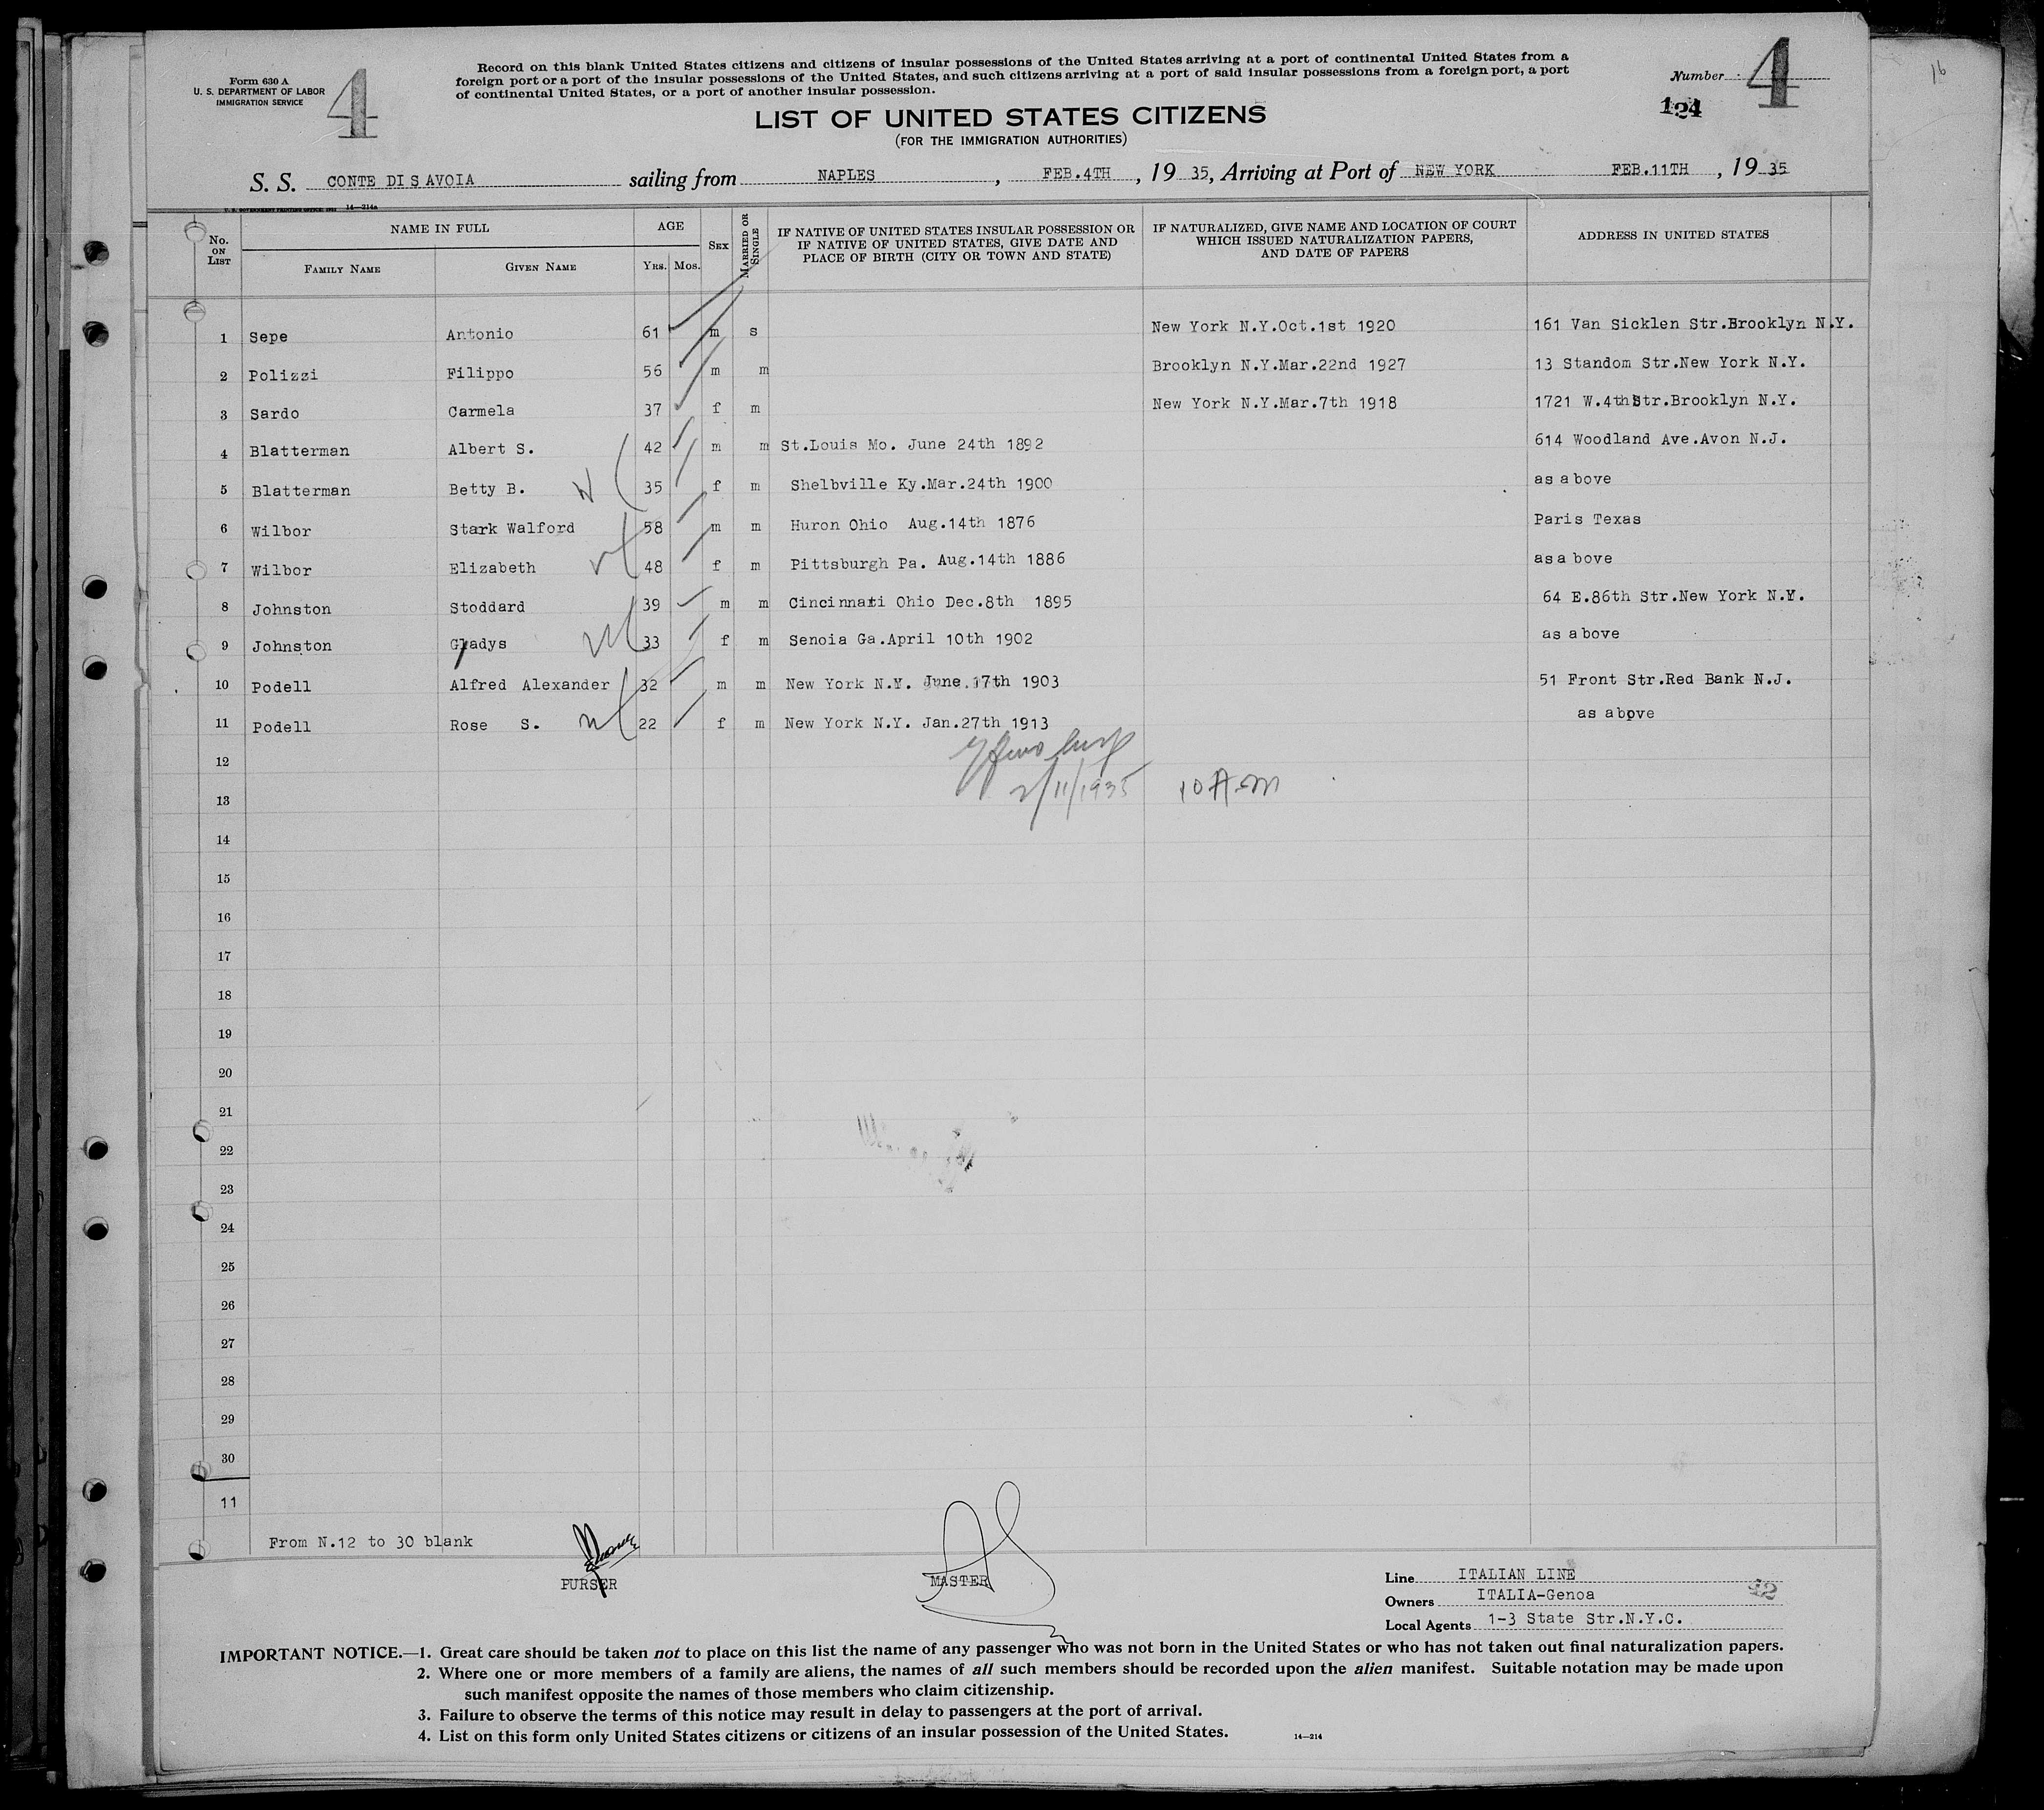 Form 630 A
U. S. DEPARTMENT OF LABOR
IMMIGRATION SERVICE
4
Record on this blank United States citizens and citizens of insular possessions of the United States arriving at a port of continental United States from a
foreign port or a port of the insular possessions of the United States, and such citizens arriving at a port of said insular possessions from a foreign port, a port
of continental United States, or a port of another insular possession.
Number 4
124
16
LIST OF UNITED STATES CITIZENS
(FOR THE IMMIGRATION AUTHORITIES)
S. S. CONTE DI S AVOIA sailing from NAPLES, FEB.4TH, 19 35, Arriving at Port of NEW YORK FEB.11TH, 19 35
14—214a
No. ON LIST NAME IN FULL FAMILY NAME GIVEN NAME AGE YRS. MOS. SEX MARRIED OR SINGLE IF NATIVE OF UNITED STATES INSULAR POSSESSION OR IF NATIVE OF UNITED STATES, GIVE DATE AND PLACE OF BIRTH (CITY OR TOWN AND STATE) IF NATURALIZED, GIVE NAME AND LOCATION OF COURT WHICH ISSUED NATURALIZATION PAPERS, AND DATE OF PAPERS ADDRESS IN UNITED STATES
1 Sepe Antonio 61 m s New York N.Y.Oct.1st 1920 161 Van Sicklen Str.Brooklyn N.Y.
2 Polizzi Filippo 56 m m Brooklyn N.Y.Mar.22nd 1927 13 Standom Str.New York N.Y.
3 Sardo Carmela 37 f m New York N.Y.Mar.7th 1918 1721 W.4thStr.Brooklyn N.Y.
4 Blatterman Albert S. 42 m m St.Louis Mo. June 24th 1892 614 Woodland Ave.Avon N.J.
5 Blatterman Betty B. 35 f m Shelbville Ky.Mar.24th 1900 as above
6 Wilbor Stark Walford 58 m m Huron Ohio Aug.14th 1876 Paris Texas
7 Wilbor Elizabeth 48 f m Pittsburgh Pa. Aug.14th 1886 as a bove
8 Johnston Stoddard 39 m m Cincinnati Ohio Dec.8th 1895 64 E.86th Str.New York N.Y.
9 Johnston Gladys 33 f m Senoia Ga.April 10th 1902 as above
10 Podell Alfred Alexander 32 m m New York N.Y. June.17th 1903 51 Front Str.Red Bank N.J.
11 Podell Rose S. 22 f m New York N.Y. Jan.27th 1913 as above
12
2/11/1935 10 A.M
13
14
15
16
17
18
19
20
21
22
23
24
25
26
27
28
29
30
11
From N.12 to 30 blank
PURSER
MASTER
Line ITALIAN LINE
Owners ITALIA-Genoa
Local Agents 1-3 State Str.N.Y.C.
IMPORTANT NOTICE.—1. Great care should be taken not to place on this list the name of any passenger who was not born in the United States or who has not taken out final naturalization papers.
2. Where one or more members of a family are aliens, the names of all such members should be recorded upon the alien manifest. Suitable notation may be made upon
such manifest opposite the names of those members who claim citizenship.
3. Failure to observe the terms of this notice may result in delay to passengers at the port of arrival.
4. List on this form only United States citizens or citizens of an insular possession of the United States.
14—214